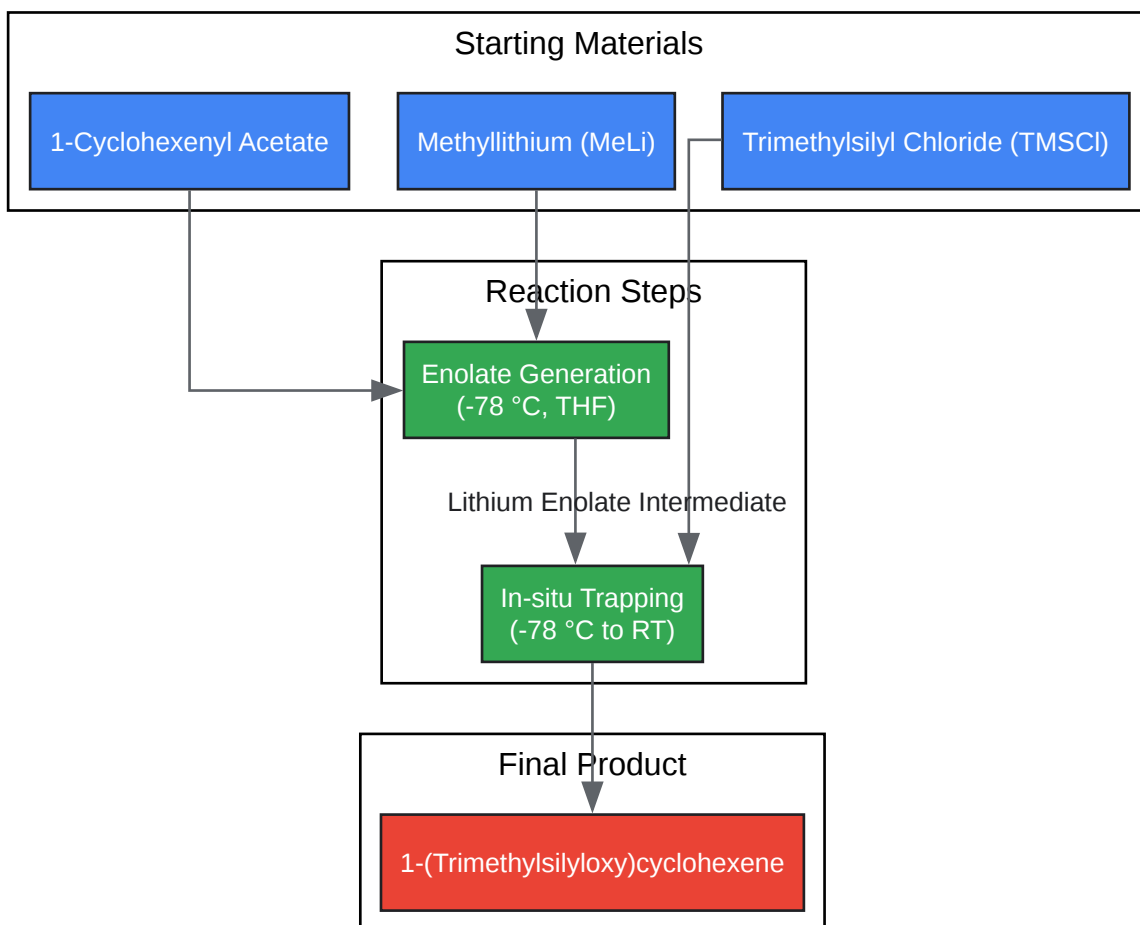 Starting Materials
1-Cyclohexenyl Acetate
Methyllithium (MeLi)
Trimethylsilyl Chloride (TMSCl)
Reaction Steps
Enolate Generation
(-78 °C, THF)
Lithium Enolate Intermediate
In-situ Trapping
(-78 °C to RT)
Final Product
1-(Trimethylsilyloxy)cyclohexene